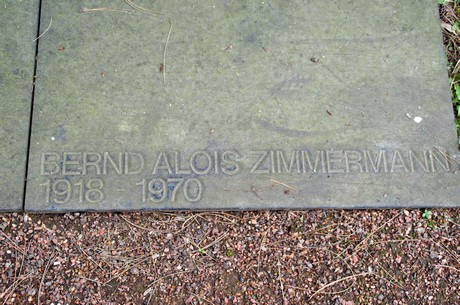 BERND ALOIS ZIMMERMANN
1918 1970